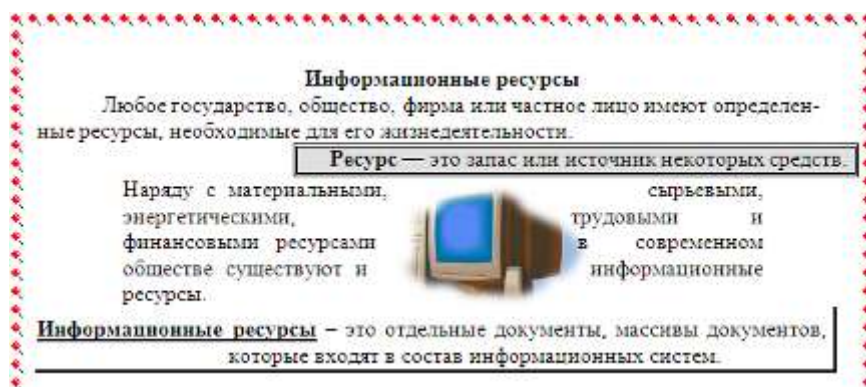 Информационные ресурсы
Любое государство, общество, фирма или частное лицо имеют определен-
ные ресурсы, необходимые для его жизнедеятельности.
Ресурс — это запас или источник некоторых средств.
Наряду с материальными, сырьевыми,
энергетическими, трудовыми и
финансовыми ресурсами в современном
обществе существуют и информационные
ресурсы.
Информационные ресурсы – это отдельные документы, массивы документов,
которые входят в состав информационных систем.